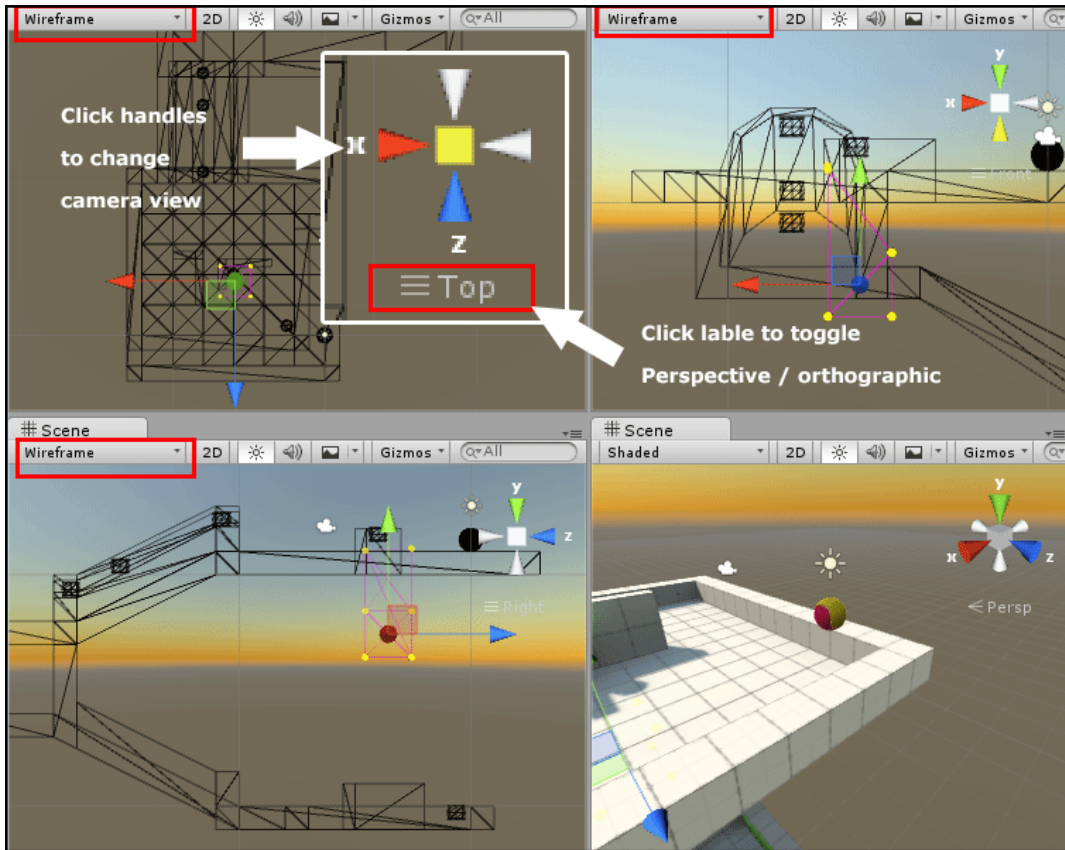 Wireframe 2D Gizmos All
Wireframe 2D Gizmos
Click handles
to change
camera view
x
z
Top
y
x
Front
Click lable to toggle
Perspective / orthographic
Scene
Wireframe 2D Gizmos All
y
z
Right
Scene
Shaded 2D Gizmos
y
x z
Persp